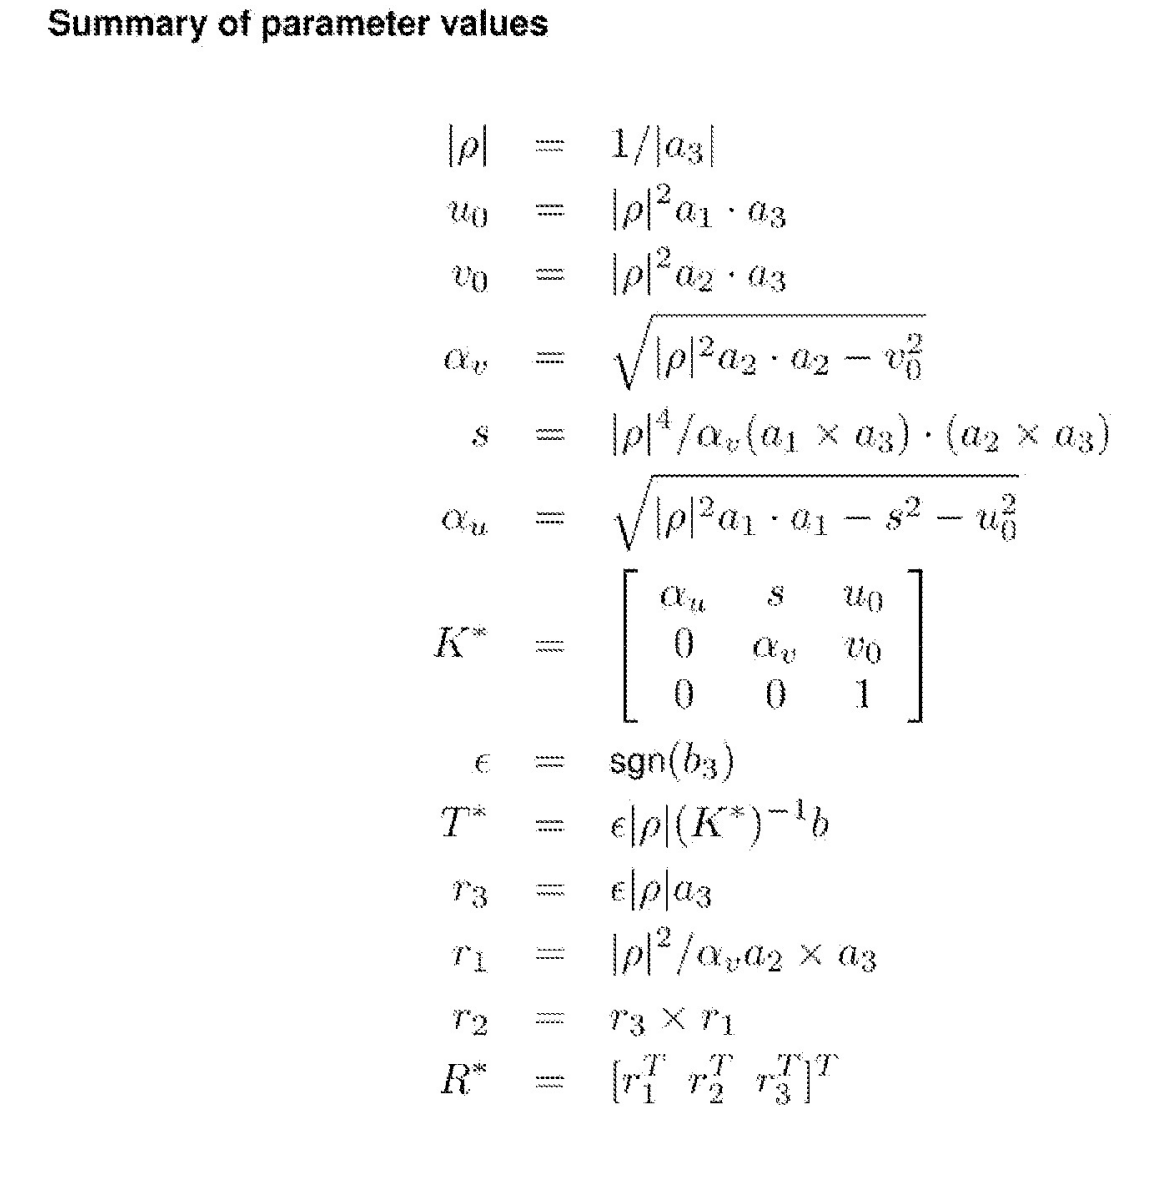 Summary of parameter values
|ρ| = 1/|a₃|
u₀ = |ρ|²a₁ · a₃
v₀ = |ρ|²a₂ · a₃
αᵥ = √(|ρ|²a₂ · a₂ − v₀²)
s = |ρ|⁴/αᵥ(a₁ × a₃) · (a₂ × a₃)
αᵤ = √(|ρ|²a₁ · a₁ − s² − u₀²)
K* = [ αᵤ s u₀
0 αᵥ v₀
0 0 1 ]
ϵ = sgn(b₃)
T* = ϵ|ρ|(K*)⁻¹b
r₃ = ϵ|ρ|a₃
r₁ = |ρ|²/αᵥa₂ × a₃
r₂ = r₃ × r₁
R* = [r₁ᵀ r₂ᵀ r₃ᵀ]ᵀ